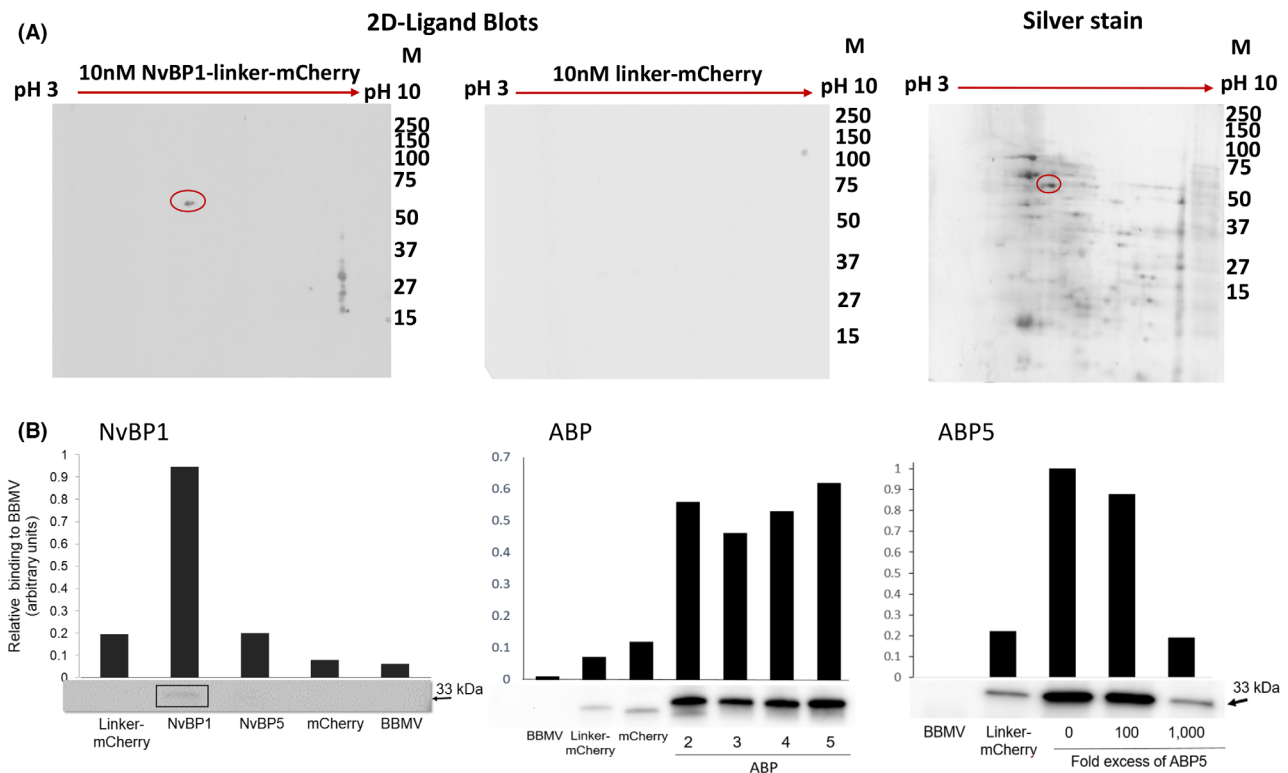 (A)
2D-Ligand Blots
Silver stain
10nM NvBP1-linker-mCherry
M
pH 3
pH 10
250
150
100
75
50
37
27
15
10nM linker-mCherry
M
pH 3
pH 10
250
150
100
75
50
37
27
15
M
pH 3
pH 10
250
150
100
75
50
37
27
15
(B)
NvBP1
Relative binding to BBMV
(arbitrary units)
1
0.9
0.8
0.7
0.6
0.5
0.4
0.3
0.2
0.1
0
33 kDa
Linker-
mCherry
NvBP1
NvBP5
mCherry
BBMV
ABP
0.7
0.6
0.5
0.4
0.3
0.2
0.1
0
BBMV
Linker-
mCherry
mCherry
2
3
4
5
ABP
ABP5
1
0.9
0.8
0.7
0.6
0.5
0.4
0.3
0.2
0.1
0
33 kDa
BBMV
Linker-
mCherry
0
100
1,000
Fold excess of ABP5